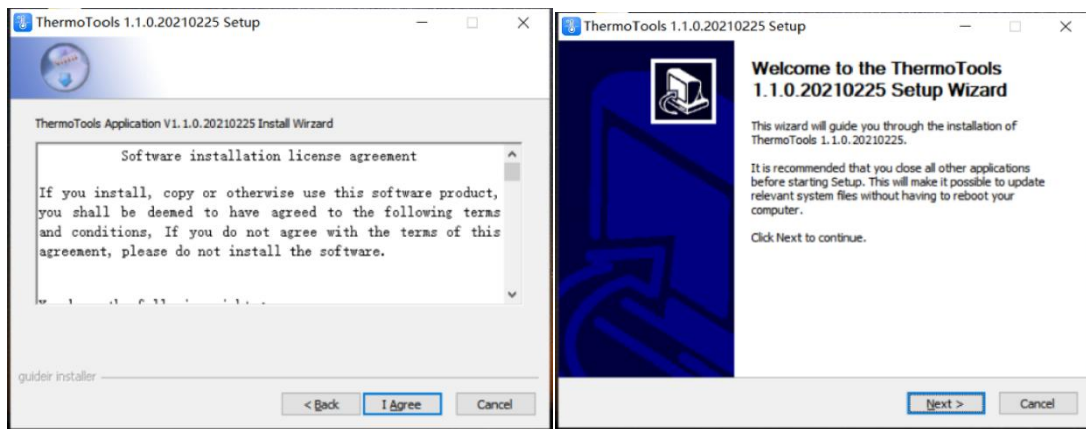 ThermoTools 1.1.0.20210225 Setup
ThermoTools Application V1.1.0.20210225 Install Wirzard
Software installation license agreement
If you install, copy or otherwise use this software product,
you shall be deemed to have agreed to the following terms
and conditions, If you do not agree with the terms of this
agreement, please do not install the software.
guideir installer
< Back
I Agree
Cancel
ThermoTools 1.1.0.20210225 Setup
Welcome to the ThermoTools
1.1.0.20210225 Setup Wizard
This wizard will guide you through the installation of
ThermoTools 1.1.0.20210225.
It is recommended that you close all other applications
before starting Setup. This will make it possible to update
relevant system files without having to reboot your
computer.
Click Next to continue.
Next >
Cancel